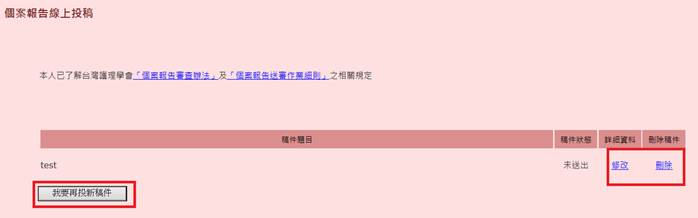 個案報告線上投稿
本人已了解台灣護理學會「個案報告審查辦法」及「個案報告送審作業細則」之相關規定
稿件題目 稿件狀態 詳細資料 刪除稿件
test 未送出 修改 刪除
我要再投新稿件